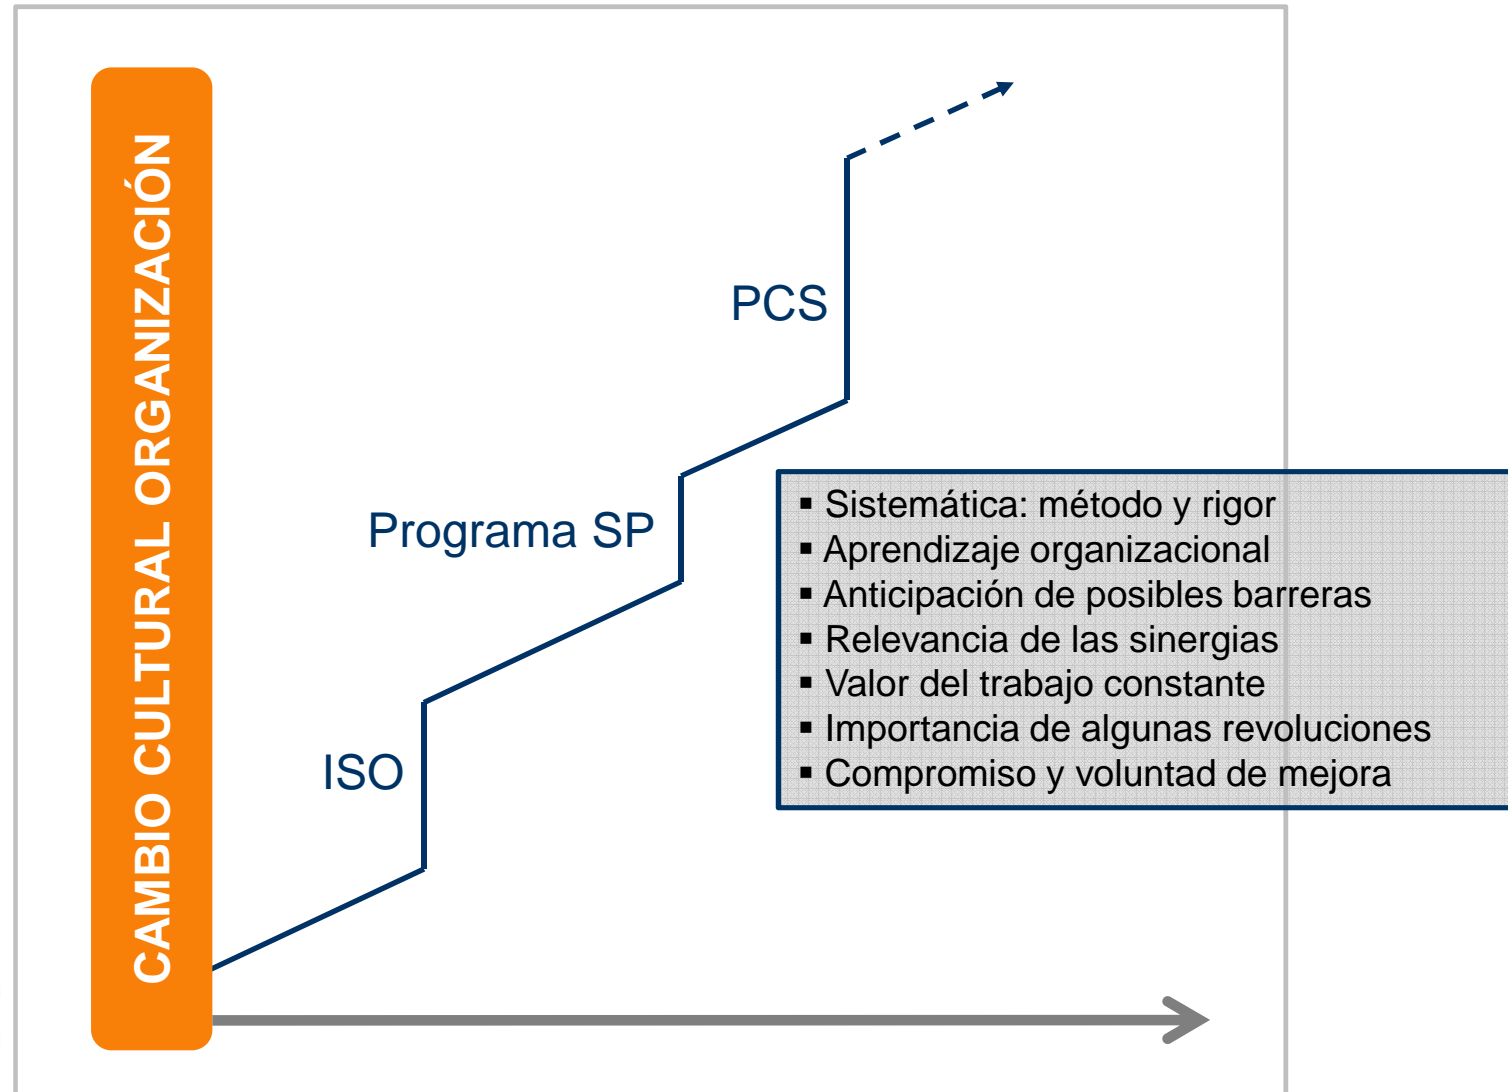 CAMBIO CULTURAL ORGANIZACIÓN
PCS
Programa SP
ISO
▪ Sistemática: método y rigor
▪ Aprendizaje organizacional
▪ Anticipación de posibles barreras
▪ Relevancia de las sinergias
▪ Valor del trabajo constante
▪ Importancia de algunas revoluciones
▪ Compromiso y voluntad de mejora